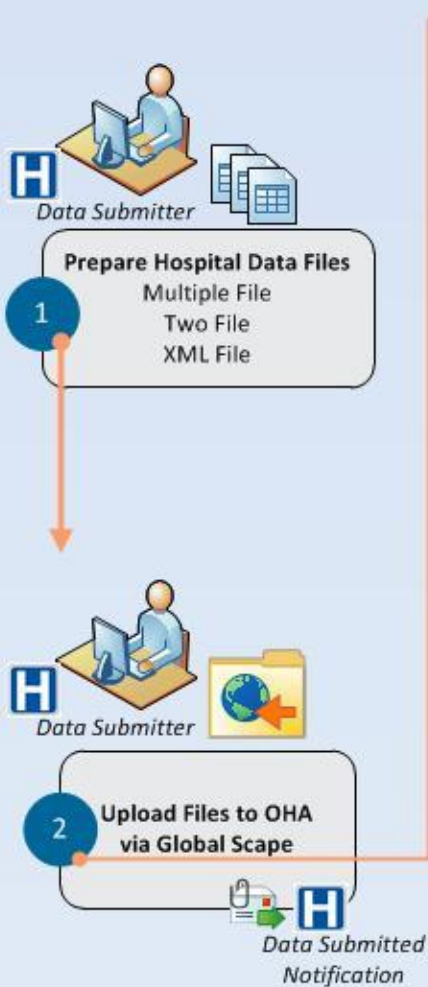 H
Data Submitter
Prepare Hospital Data Files
1
Multiple File
Two File
XML File
H
Data Submitter
2
Upload Files to OHA
via Global Scape
H
Data Submitted
Notification